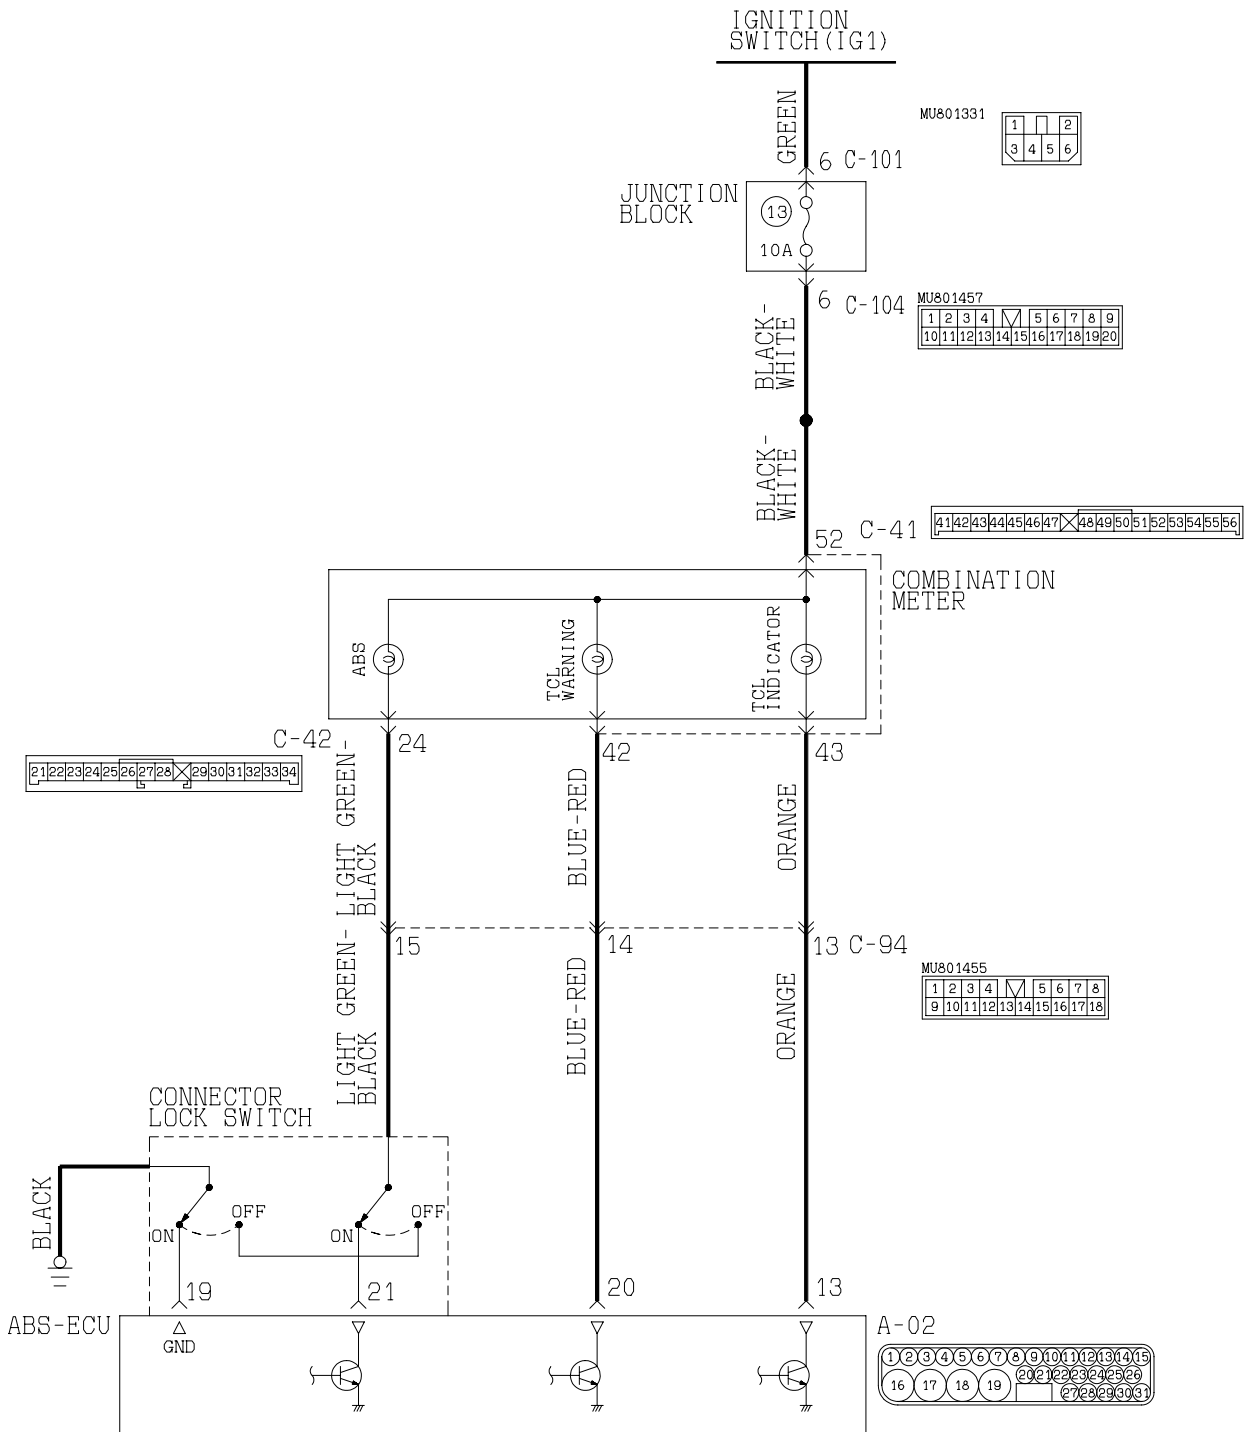 IGNITION
SWITCH(IG1)
GREEN
MU801331
1 2
3 4 5 6
6 C-101
JUNCTION
BLOCK
13
10A
6 C-104
MU801457
1 2 3 4 5 6 7 8 9
10 11 12 13 14 15 16 17 18 19 20
BLACK-
WHITE
BLACK-
WHITE
52 C-41
41 42 43 44 45 46 47 48 49 50 51 52 53 54 55 56
COMBINATION
METER
ABS
TCL
WARNING
TCL
INDICATOR
C-42 24
42
43
21 22 23 24 25 26 27 28 29 30 31 32 33 34
LIGHT GREEN-
BLACK
BLUE-RED
ORANGE
15
14
13 C-94
MU801455
1 2 3 4 5 6 7 8
9 10 11 12 13 14 15 16 17 18
LIGHT GREEN-
BLACK
BLUE-RED
ORANGE
CONNECTOR
LOCK SWITCH
BLACK
ON
OFF
ON
OFF
19
21
20
13
ABS-ECU
GND
A-02
1 2 3 4 5 6 7 8 9 10 11 12 13 14 15
20 21 22 23 24 25 26
16 17 18 19
27 28 29 30 31